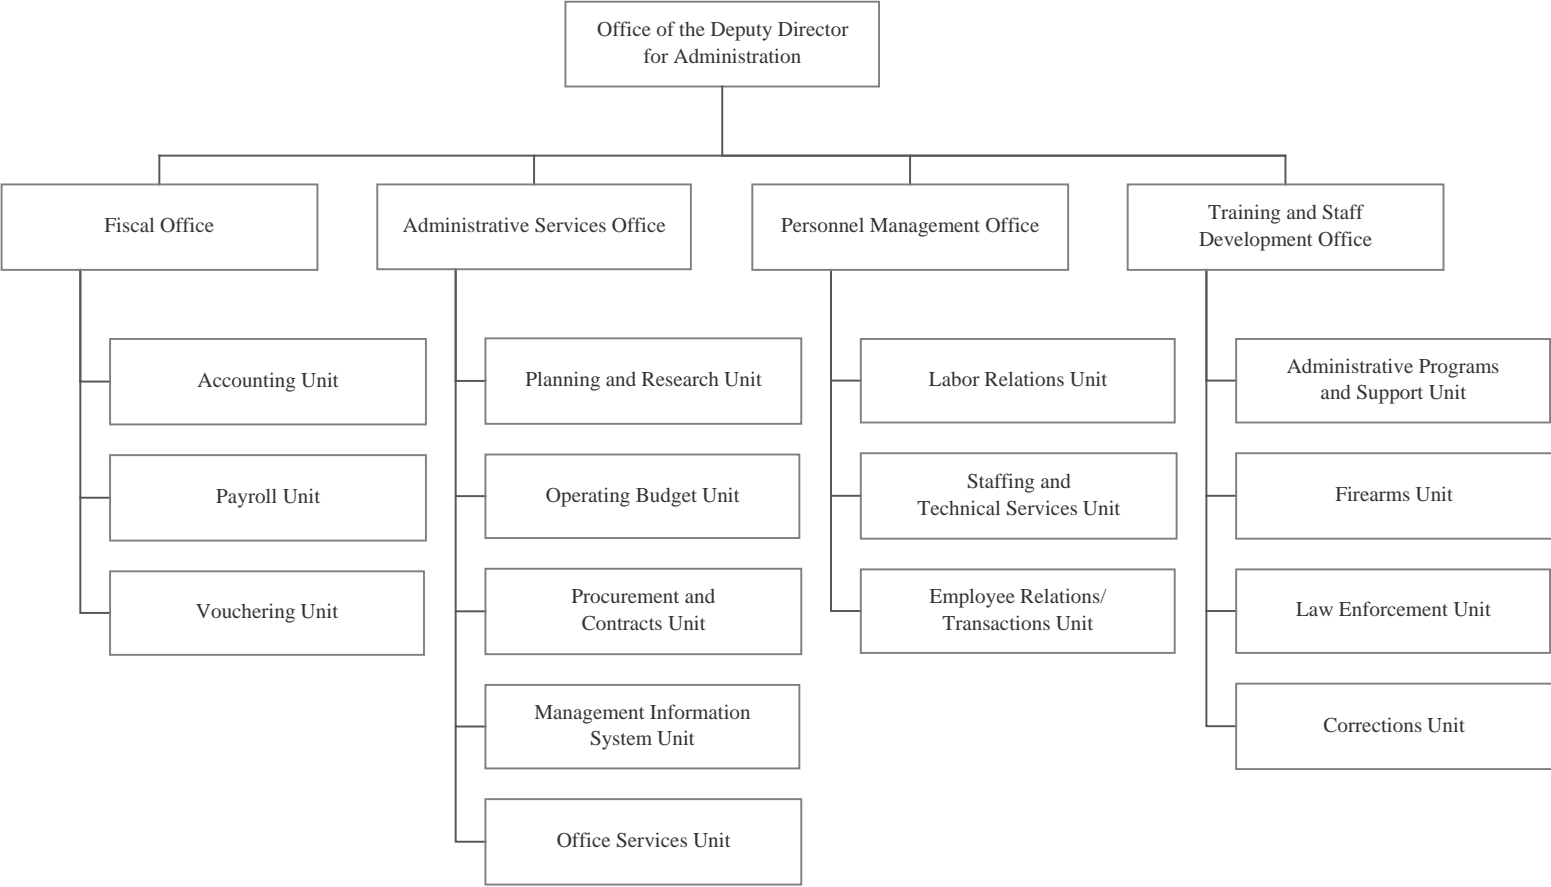 Office of the Deputy Director
for Administration
Fiscal Office
Administrative Services Office
Personnel Management Office
Training and Staff
Development Office
Accounting Unit
Payroll Unit
Vouchering Unit
Planning and Research Unit
Operating Budget Unit
Procurement and
Contracts Unit
Management Information
System Unit
Office Services Unit
Labor Relations Unit
Staffing and
Technical Services Unit
Employee Relations/
Transactions Unit
Administrative Programs
and Support Unit
Firearms Unit
Law Enforcement Unit
Corrections Unit